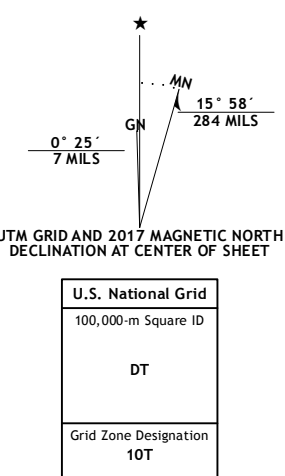 MN
GN
15° 58´
284 MILS
0° 25´
7 MILS
UTM GRID AND 2017 MAGNETIC NORTH
DECLINATION AT CENTER OF SHEET
U.S. National Grid
100,000-m Square ID
DT
Grid Zone Designation
10T